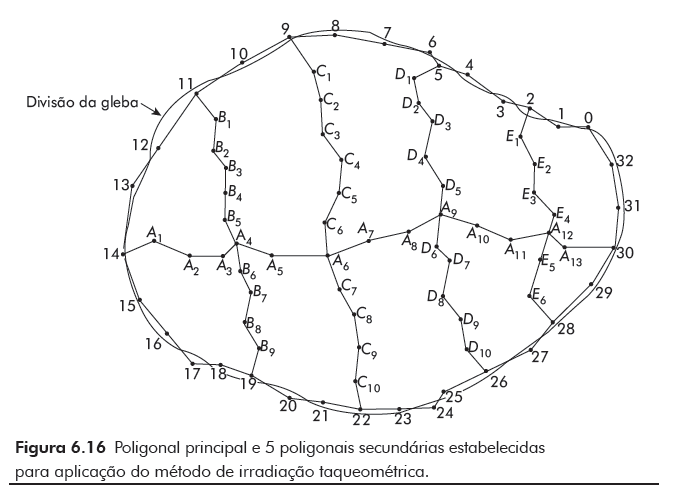 9
8
7
6
10
5
4
11
D1
C1
Divisão da gleba
C2
D2
3
2
1
0
B1
D3
C3
12
E1
B2
C4
D4
E2
32
B3
13
B4
C5
D5
E3
31
B5
C6
A7
A9
E4
A1
A4
A8
A10
A12
14
A2
A3
A5
A6
D6
A11
A13
30
B6
D7
E5
B7
C7
29
15
D8
E6
C8
B8
D9
28
16
B9
C9
D10
27
17
18
19
C10
26
25
20
21
22
23
24
Figura 6.16 Poligonal principal e 5 poligonais secundárias estabelecidas
para aplicação do método de irradiação taqueométrica.